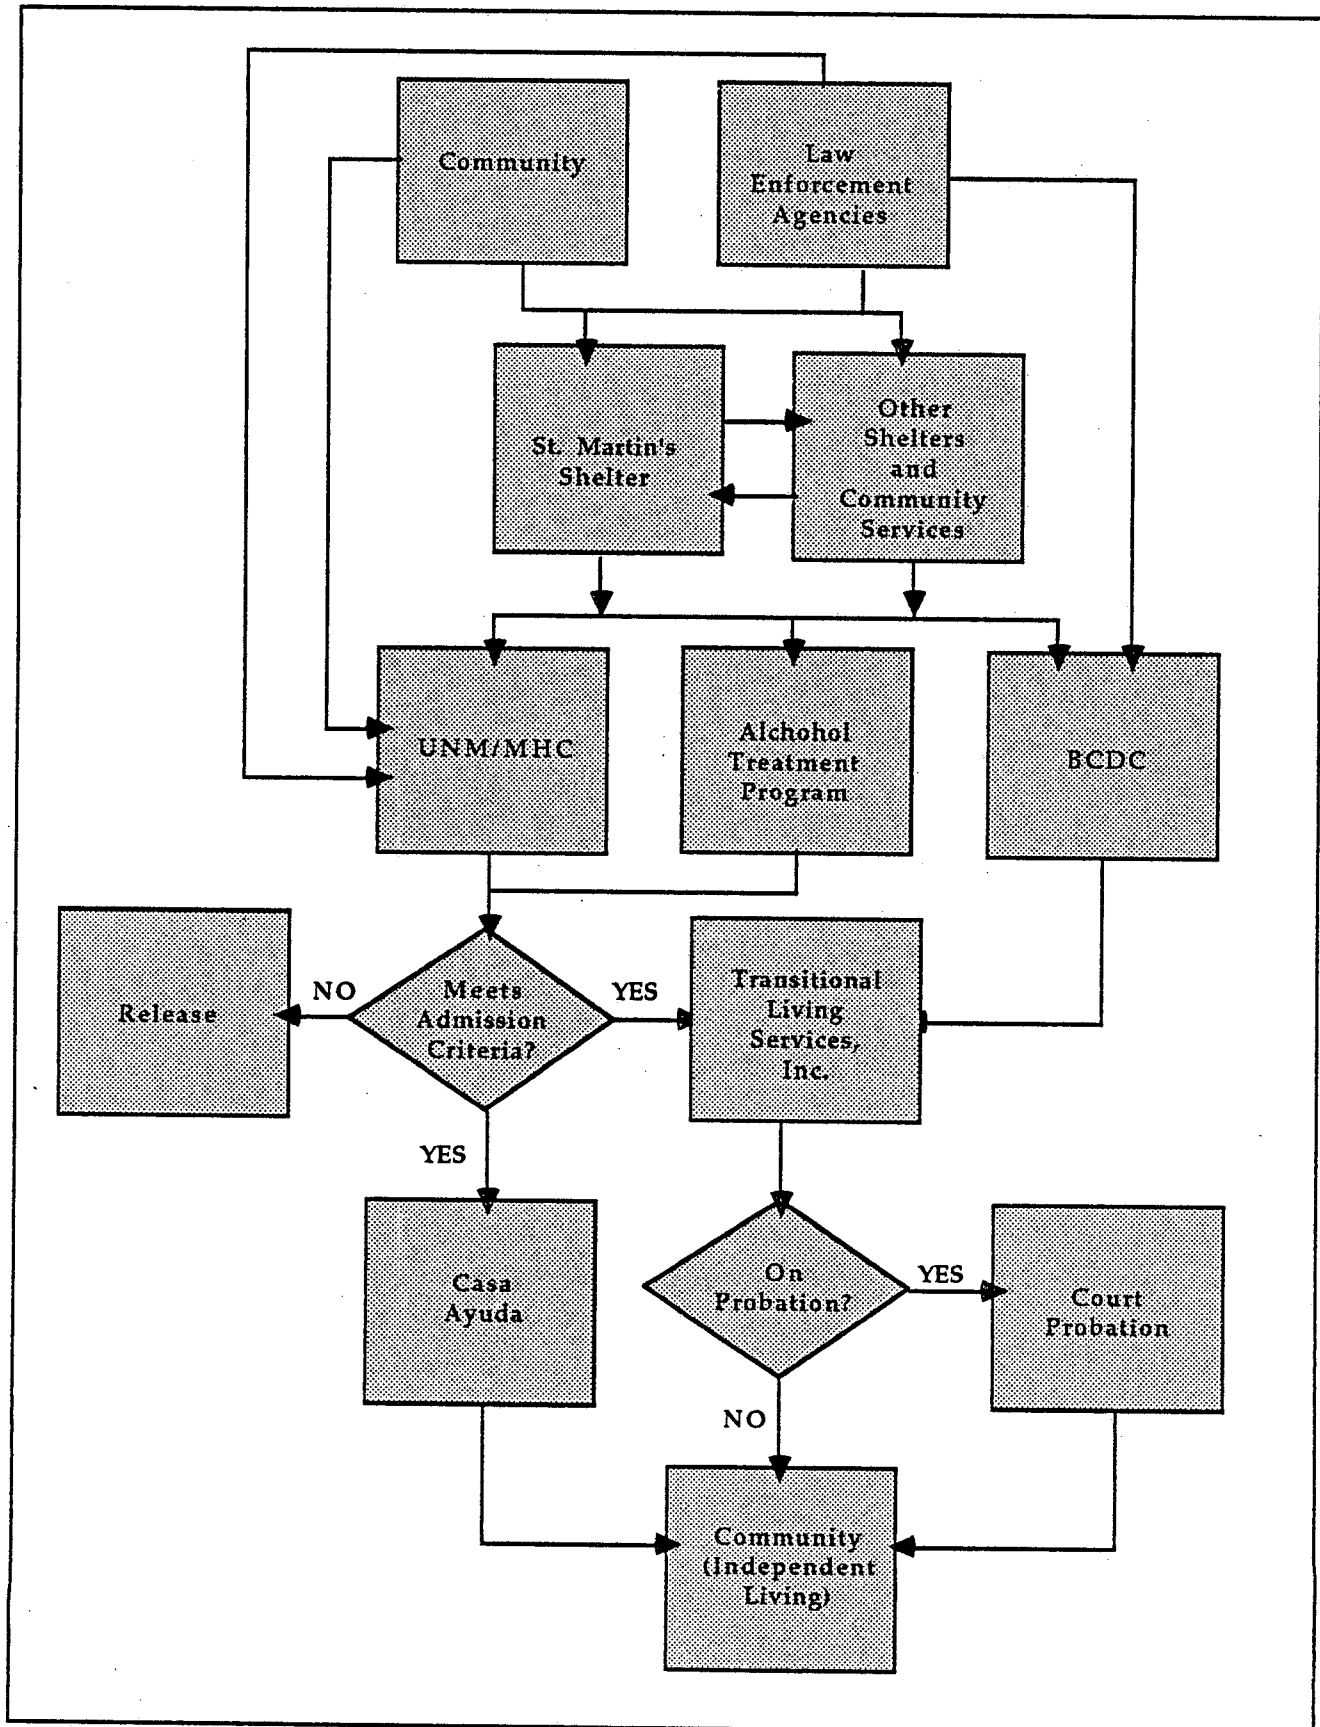 Community
Law
Enforcement
Agencies
St. Martin's
Shelter
Other
Shelters
and
Community
Services
UNM/MHC
Alchohol
Treatment
Program
BCDC
Release
NO
Meets
Admission
Criteria?
YES
Transitional
Living
Services,
Inc.
YES
Casa
Ayuda
On
Probation?
YES
Court
Probation
NO
Community
(Independent
Living)